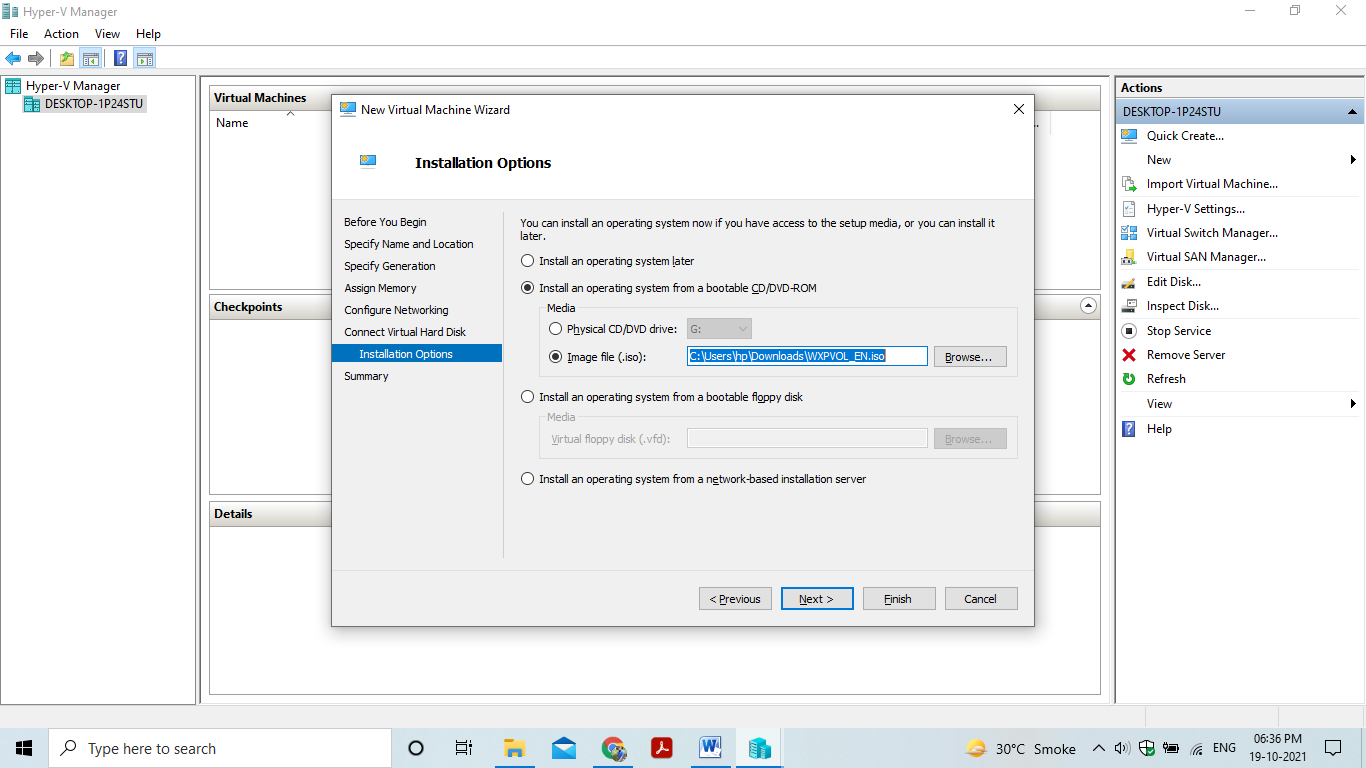 Hyper-V Manager
File Action View Help
Hyper-V Manager
DESKTOP-1P24STU
Virtual Machines
Name
Checkpoints
Details
New Virtual Machine Wizard
Installation Options
Before You Begin
Specify Name and Location
Specify Generation
Assign Memory
Configure Networking
Connect Virtual Hard Disk
Installation Options
Summary
You can install an operating system now if you have access to the setup media, or you can install it
later.
Install an operating system later
Install an operating system from a bootable CD/DVD-ROM
Media
Physical CD/DVD drive: G:
Image file (.iso): C:\Users\hp\Downloads\WXPVOL_EN.iso Browse...
Install an operating system from a bootable floppy disk
Media
Virtual floppy disk (.vfd): Browse...
Install an operating system from a network-based installation server
< Previous Next > Finish Cancel
Actions
DESKTOP-1P24STU
Quick Create...
New
Import Virtual Machine...
Hyper-V Settings...
Virtual Switch Manager...
Virtual SAN Manager...
Edit Disk...
Inspect Disk...
Stop Service
Remove Server
Refresh
View
Help
Type here to search
30°C Smoke
ENG
06:36 PM
19-10-2021